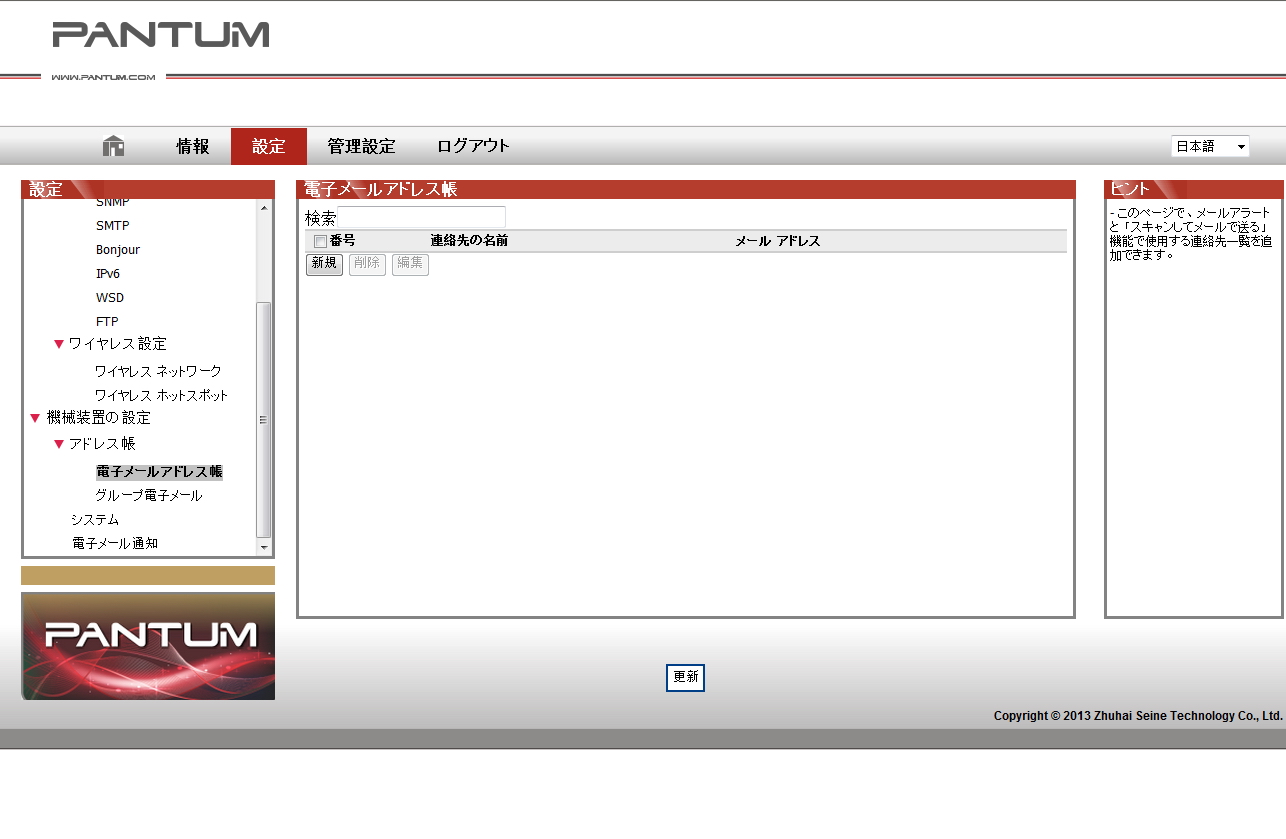 PANTUM
WWW.PANTUM.COM
情報 設定 管理設定 ログアウト 日本語
設定
SNMP
SMTP
Bonjour
IPv6
WSD
FTP
ワイヤレス設定
ワイヤレス ネットワーク
ワイヤレス ホットスポット
機械装置の設定
アドレス帳
電子メールアドレス帳
グループ電子メール
システム
電子メール通知
PANTUM
電子メールアドレス帳
検索
番号 連絡先の名前 メール アドレス
新規 削除 編集
ヒント
- このページで、メールアラート
と「スキャンしてメールで送る」
機能で使用する連絡先一覧を追
加できます。
更新
Copyright © 2013 Zhuhai Seine Technology Co., Ltd.